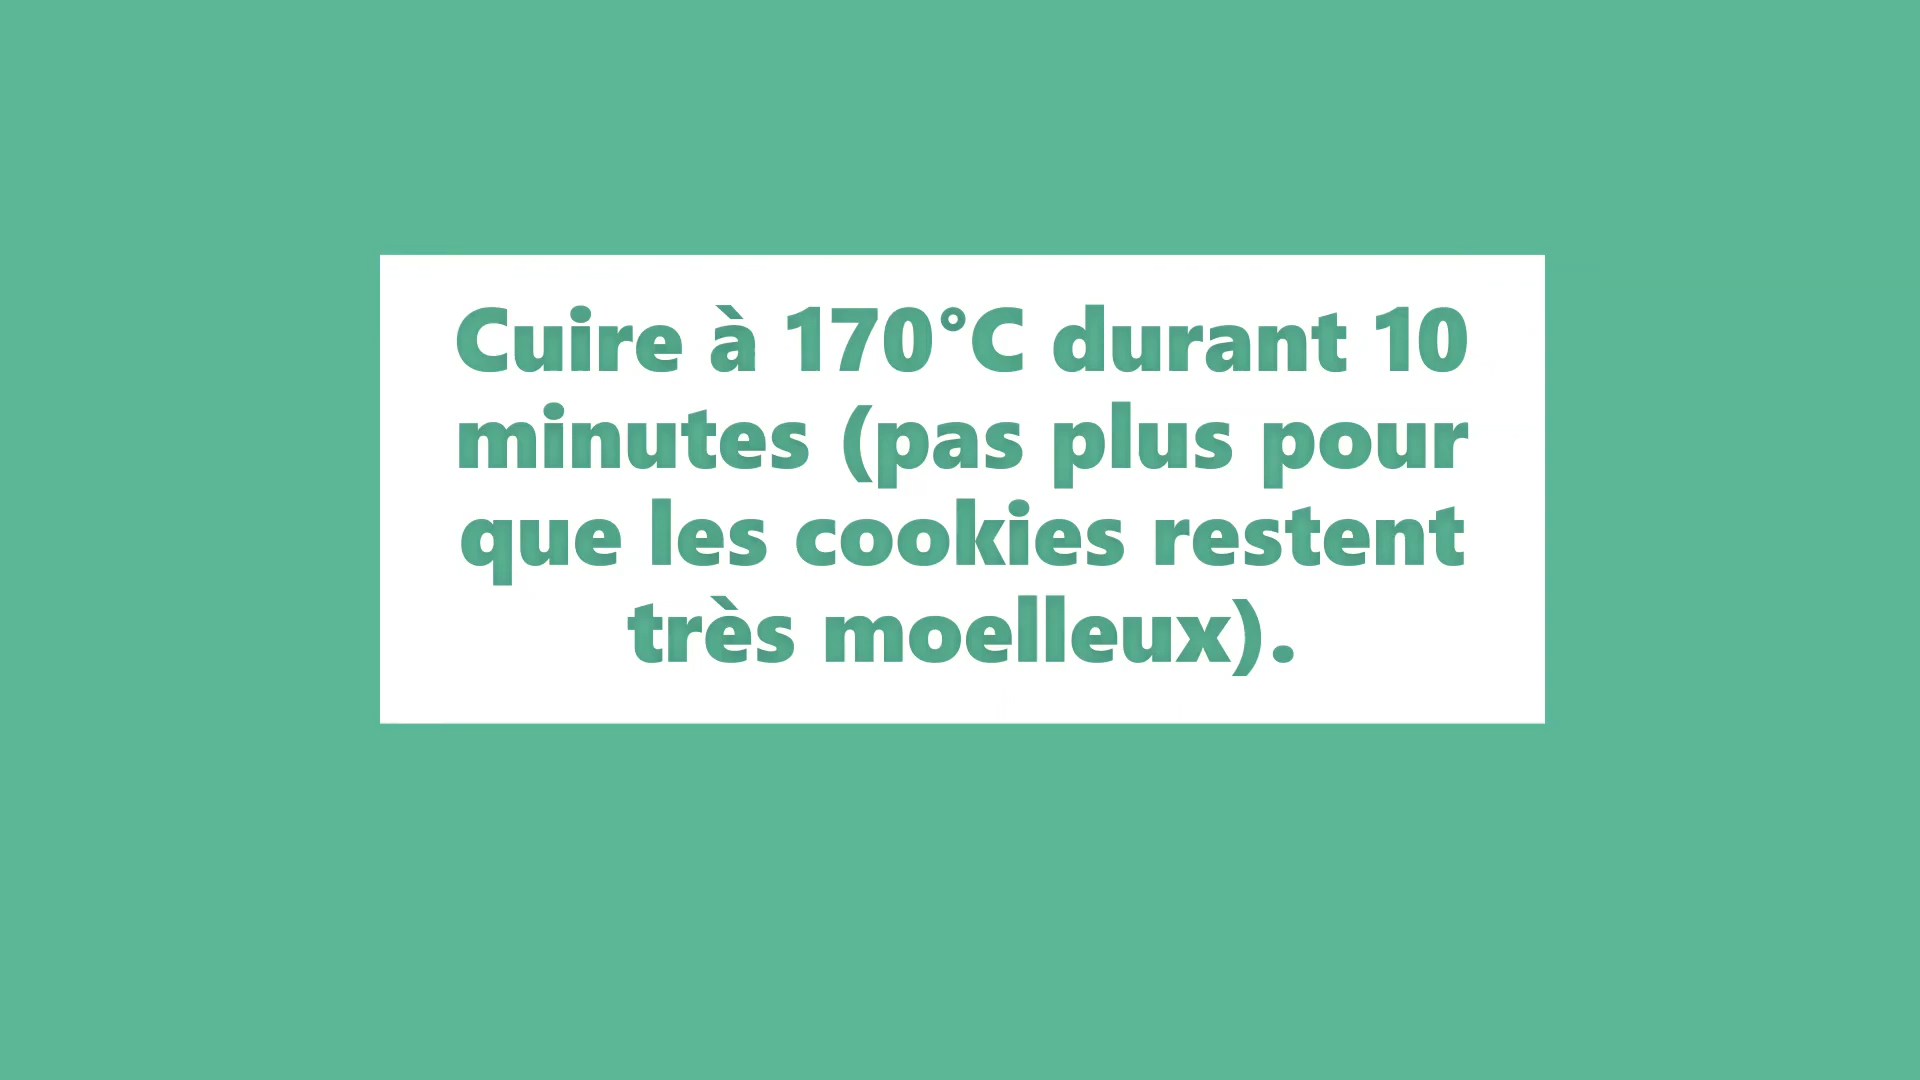 Cuire à 170°C durant 10
minutes (pas plus pour
que les cookies restent
très moelleux).